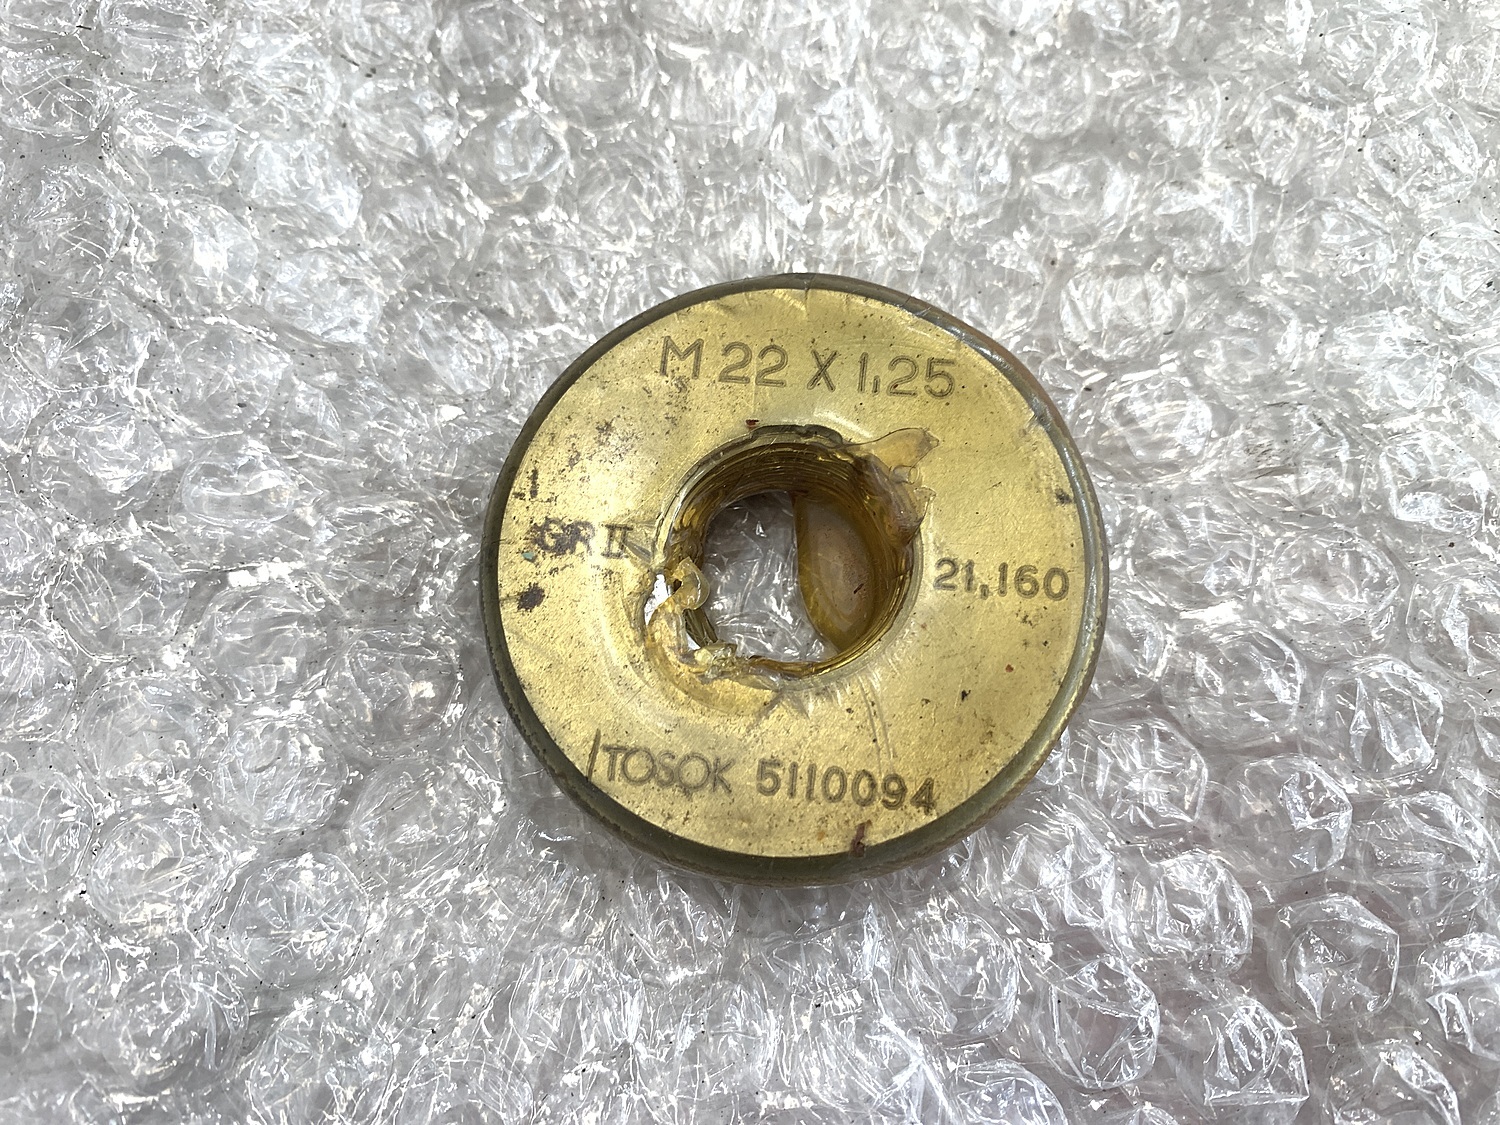 M 22 X 1,25
GR II
21,160
TOSOK 5110094